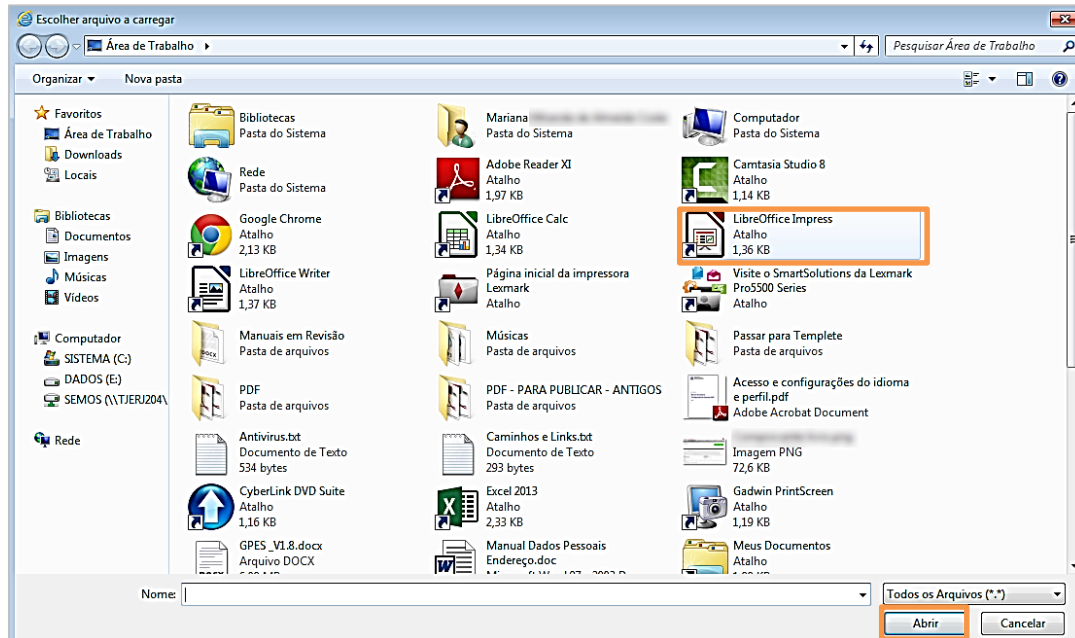 Escolher arquivo a carregar
Área de Trabalho
Pesquisar Área de Trabalho
Organizar
Nova pasta
Favoritos
Área de Trabalho
Downloads
Locais
Bibliotecas
Documentos
Imagens
Músicas
Vídeos
Computador
SISTEMA (C:)
DADOS (E:)
SEMOS (\\TJERJ204\
Rede
Bibliotecas
Pasta do Sistema
Mariana
Pasta do Sistema
Computador
Pasta do Sistema
Rede
Pasta do Sistema
Adobe Reader XI
Atalho
1,97 KB
Camtasia Studio 8
Atalho
1,14 KB
Google Chrome
Atalho
2,13 KB
LibreOffice Calc
Atalho
1,34 KB
LibreOffice Impress
Atalho
1,36 KB
LibreOffice Writer
Atalho
1,37 KB
Página inicial da impressora
Lexmark
Atalho
Visite o SmartSolutions da Lexmark
Pro5500 Series
Atalho
Manuais em Revisão
Pasta de arquivos
Músicas
Pasta de arquivos
Passar para Templete
Pasta de arquivos
PDF
Pasta de arquivos
PDF - PARA PUBLICAR - ANTIGOS
Pasta de arquivos
Acesso e configurações do idioma
e perfil.pdf
Adobe Acrobat Document
Antivirus.txt
Documento de Texto
534 bytes
Caminhos e Links.txt
Documento de Texto
293 bytes
Imagem PNG
72,6 KB
CyberLink DVD Suite
Atalho
1,16 KB
Excel 2013
Atalho
2,33 KB
Gadwin PrintScreen
Atalho
1,19 KB
GPES _V1.8.docx
Arquivo DOCX
Manual Dados Pessoais
Endereço.doc
Meus Documentos
Atalho
Nome:
Todos os Arquivos (*.*)
Abrir
Cancelar